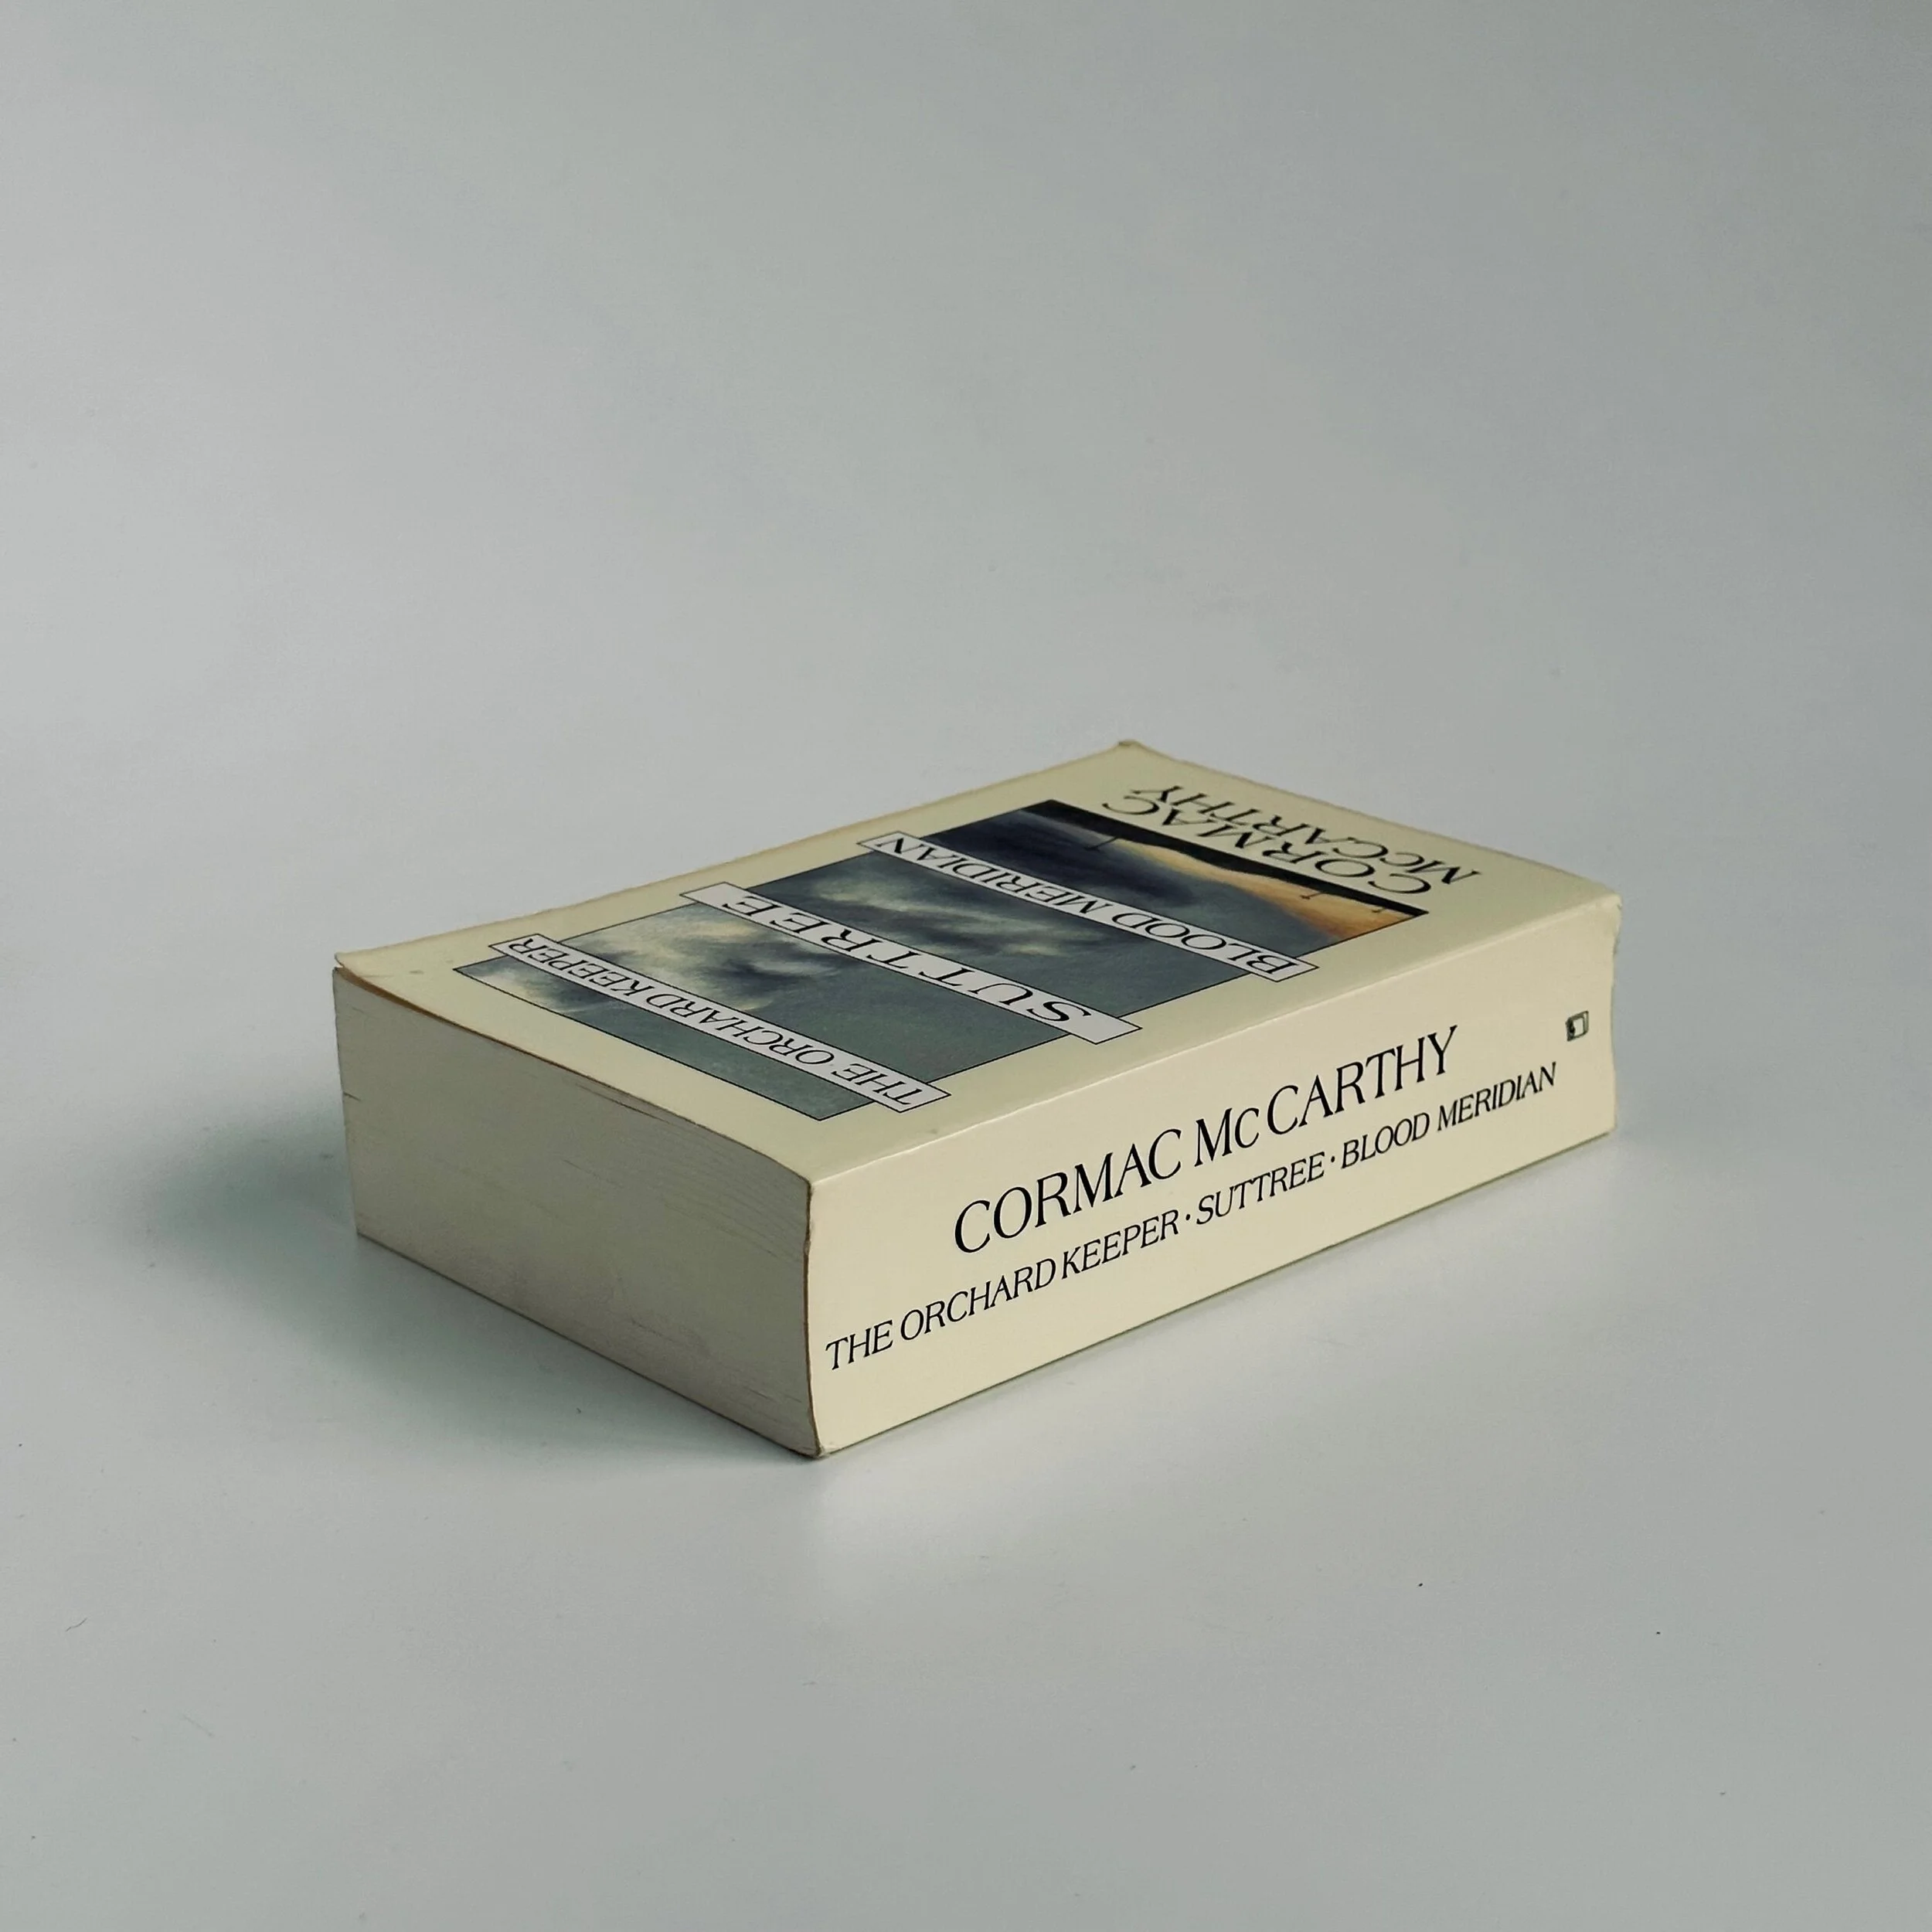 THE ORCHARD KEEPER
SUTTREE
BLOOD MERIDIAN
CORMAC
McCARTHY
CORMAC McCARTHY
THE ORCHARD KEEPER · SUTTREE · BLOOD MERIDIAN